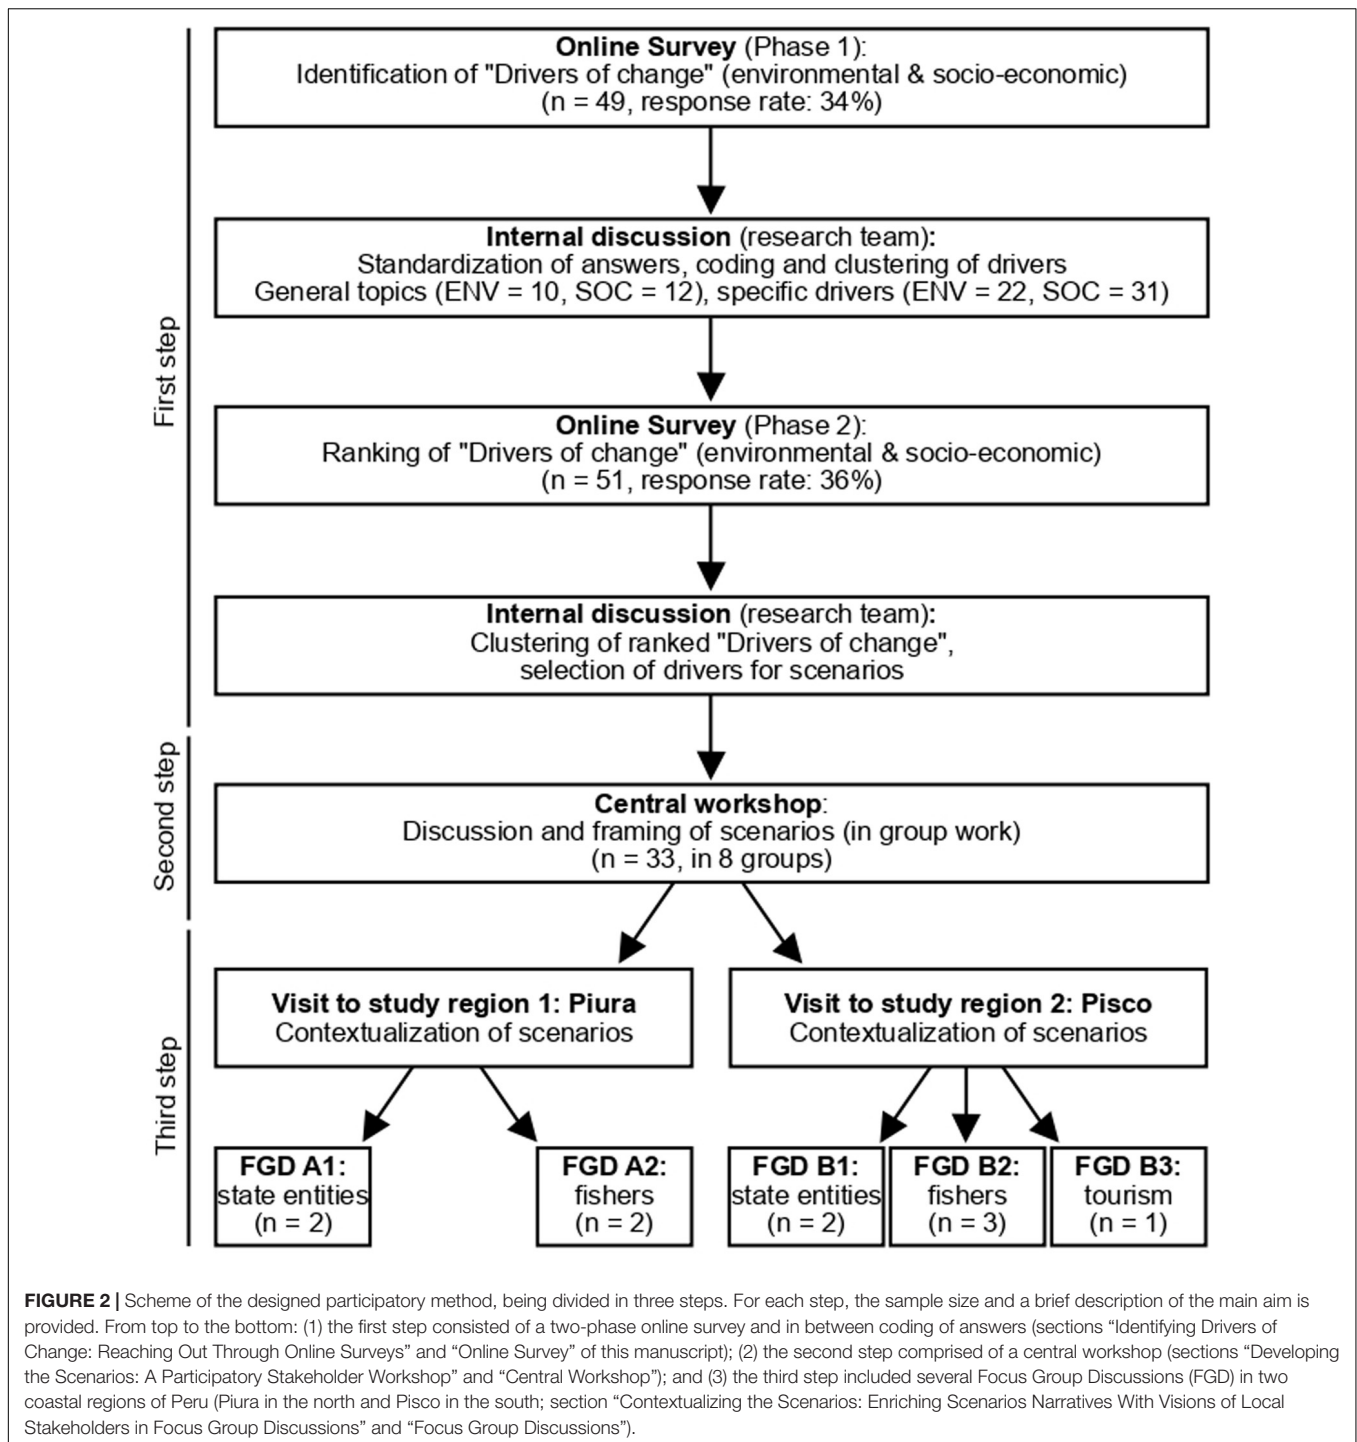 Online Survey (Phase 1):
Identification of "Drivers of change" (environmental & socio-economic)
(n = 49, response rate: 34%)
Internal discussion (research team):
Standardization of answers, coding and clustering of drivers
General topics (ENV = 10, SOC = 12), specific drivers (ENV = 22, SOC = 31)
First step
Online Survey (Phase 2):
Ranking of "Drivers of change" (environmental & socio-economic)
(n = 51, response rate: 36%)
Internal discussion (research team):
Clustering of ranked "Drivers of change",
selection of drivers for scenarios
Second step
Central workshop:
Discussion and framing of scenarios (in group work)
(n = 33, in 8 groups)
Third step
Visit to study region 1: Piura
Contextualization of scenarios
Visit to study region 2: Pisco
Contextualization of scenarios
FGD A1:
state entities
(n = 2)
FGD A2:
fishers
(n = 2)
FGD B1:
state entities
(n = 2)
FGD B2:
fishers
(n = 3)
FGD B3:
tourism
(n = 1)
FIGURE 2 | Scheme of the designed participatory method, being divided in three steps. For each step, the sample size and a brief description of the main aim is
provided. From top to the bottom: (1) the first step consisted of a two-phase online survey and in between coding of answers (sections “Identifying Drivers of
Change: Reaching Out Through Online Surveys” and “Online Survey” of this manuscript); (2) the second step comprised of a central workshop (sections “Developing
the Scenarios: A Participatory Stakeholder Workshop” and “Central Workshop”); and (3) the third step included several Focus Group Discussions (FGD) in two
coastal regions of Peru (Piura in the north and Pisco in the south; section “Contextualizing the Scenarios: Enriching Scenarios Narratives With Visions of Local
Stakeholders in Focus Group Discussions” and “Focus Group Discussions”).